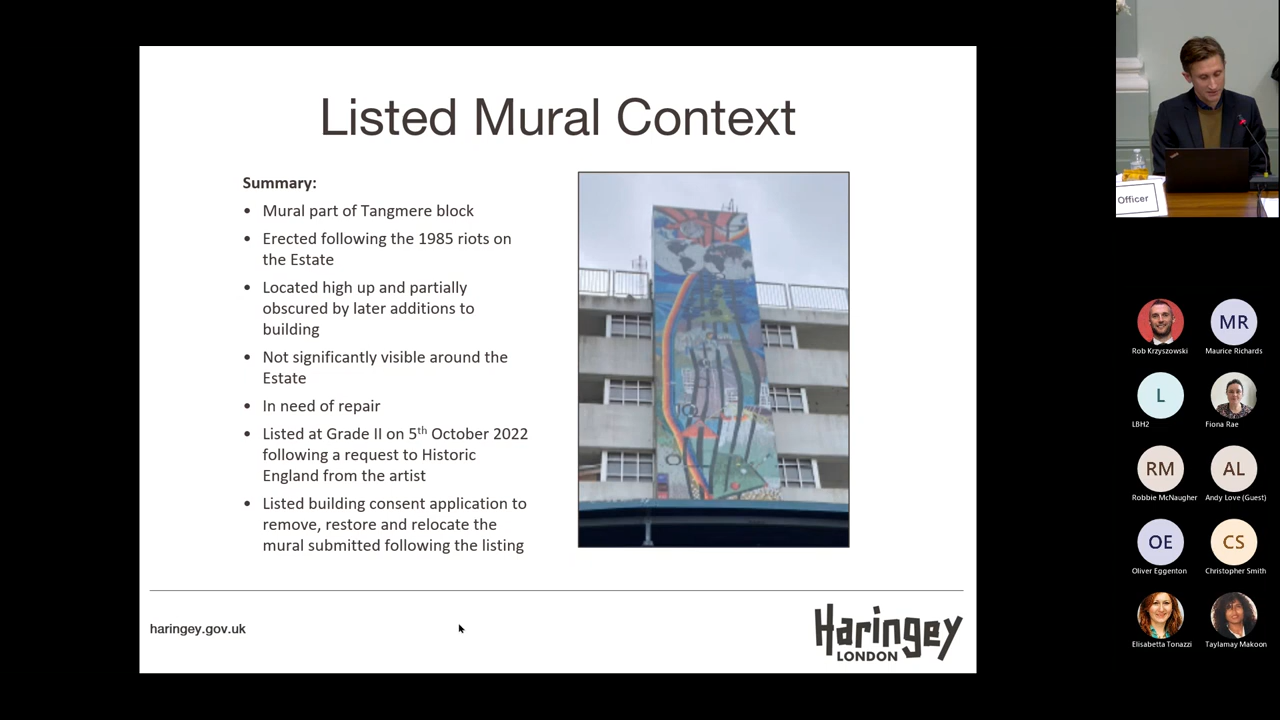 Listed Mural Context
Summary:
• Mural part of Tangmere block
• Erected following the 1985 riots on
the Estate
• Located high up and partially
obscured by later additions to
building
• Not significantly visible around the
Estate
• In need of repair
• Listed at Grade II on 5th October 2022
following a request to Historic
England from the artist
• Listed building consent application to
remove, restore and relocate the
mural submitted following the listing
haringey.gov.uk
Haringey
LONDON
Officer
Rob Krzyszowski
MR
Maurice Richards
L
LBH2
Fiona Rae
RM
Robbie McNaugher
AL
Andy Love (Guest)
OE
Oliver Eggenton
CS
Christopher Smith
Elisabetta Tonazzi
Taylamay Makoon